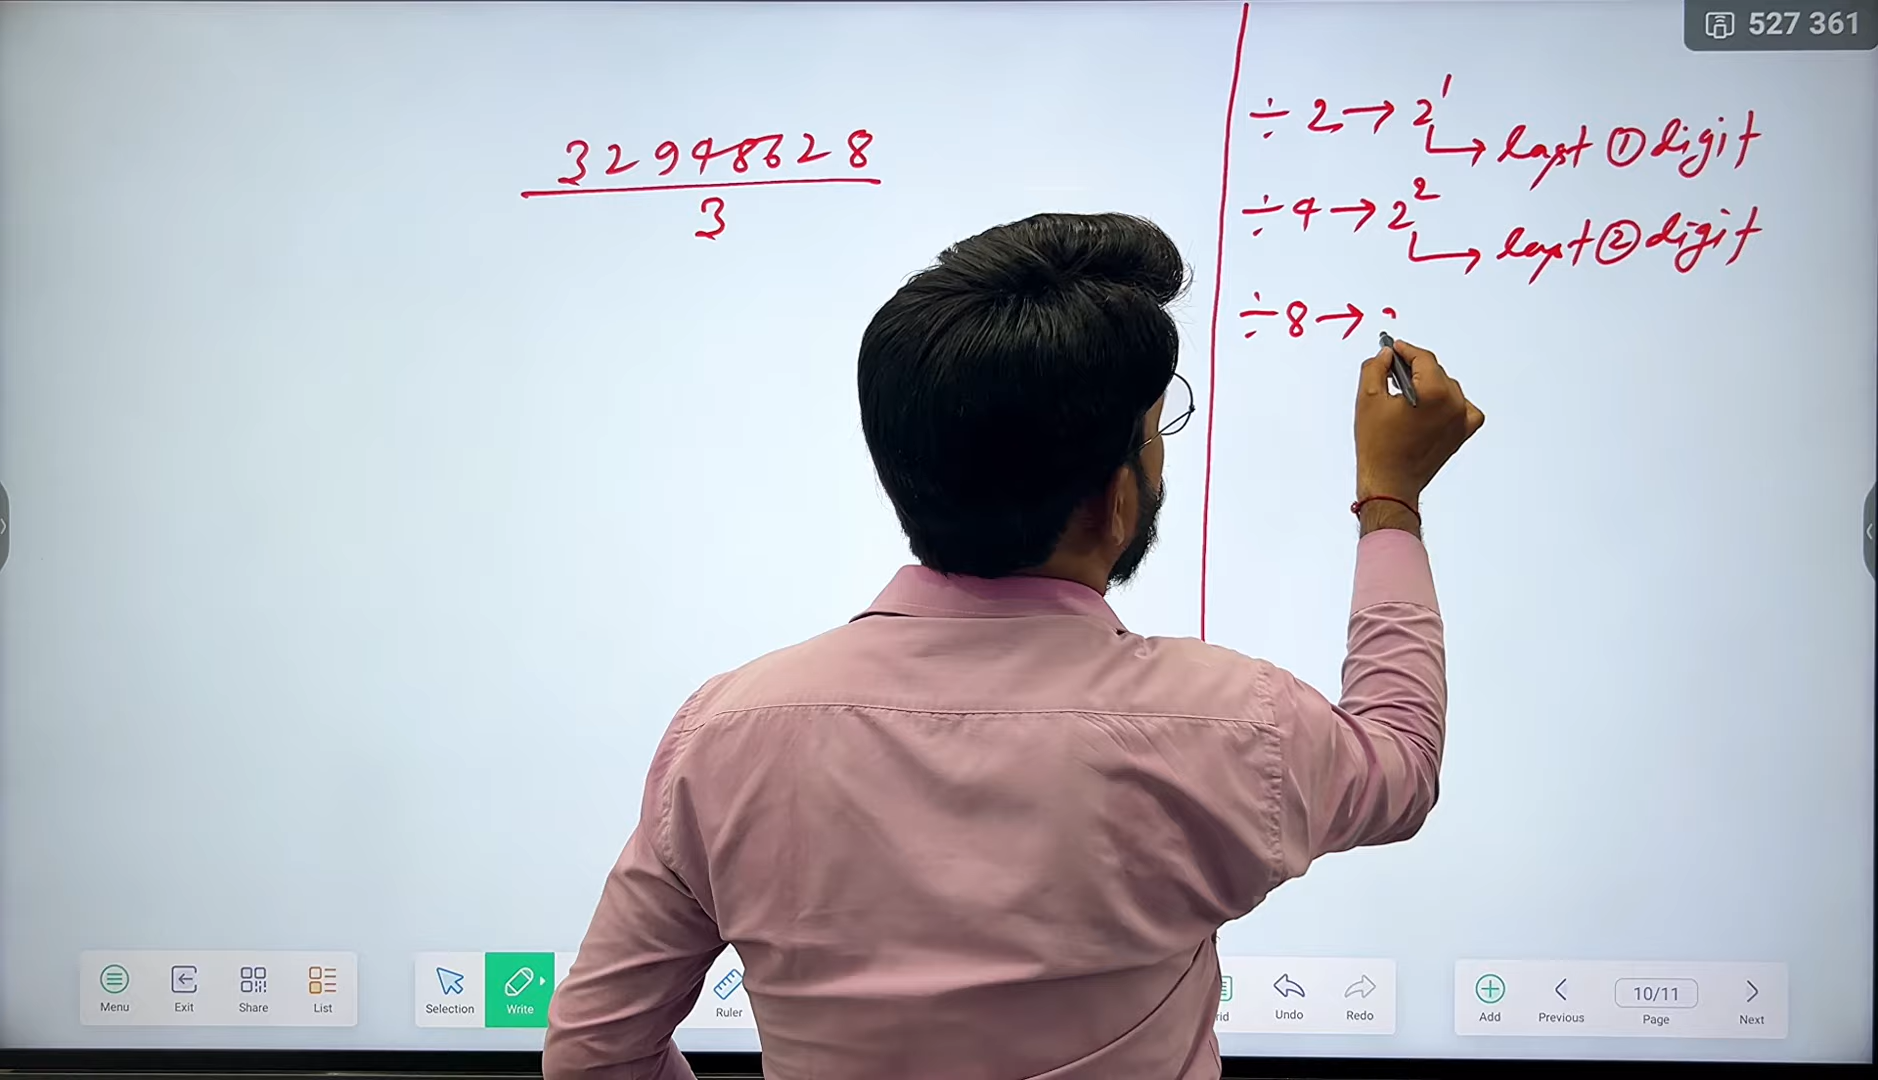 527 361
32948628
3
÷2→2¹
↳ last ① digit
÷4→2²
↳ last ② digit
÷8→
Menu
Exit
Share
List
Selection
Write
Ruler
rid
Undo
Redo
Add
Previous
10/11
Page
Next